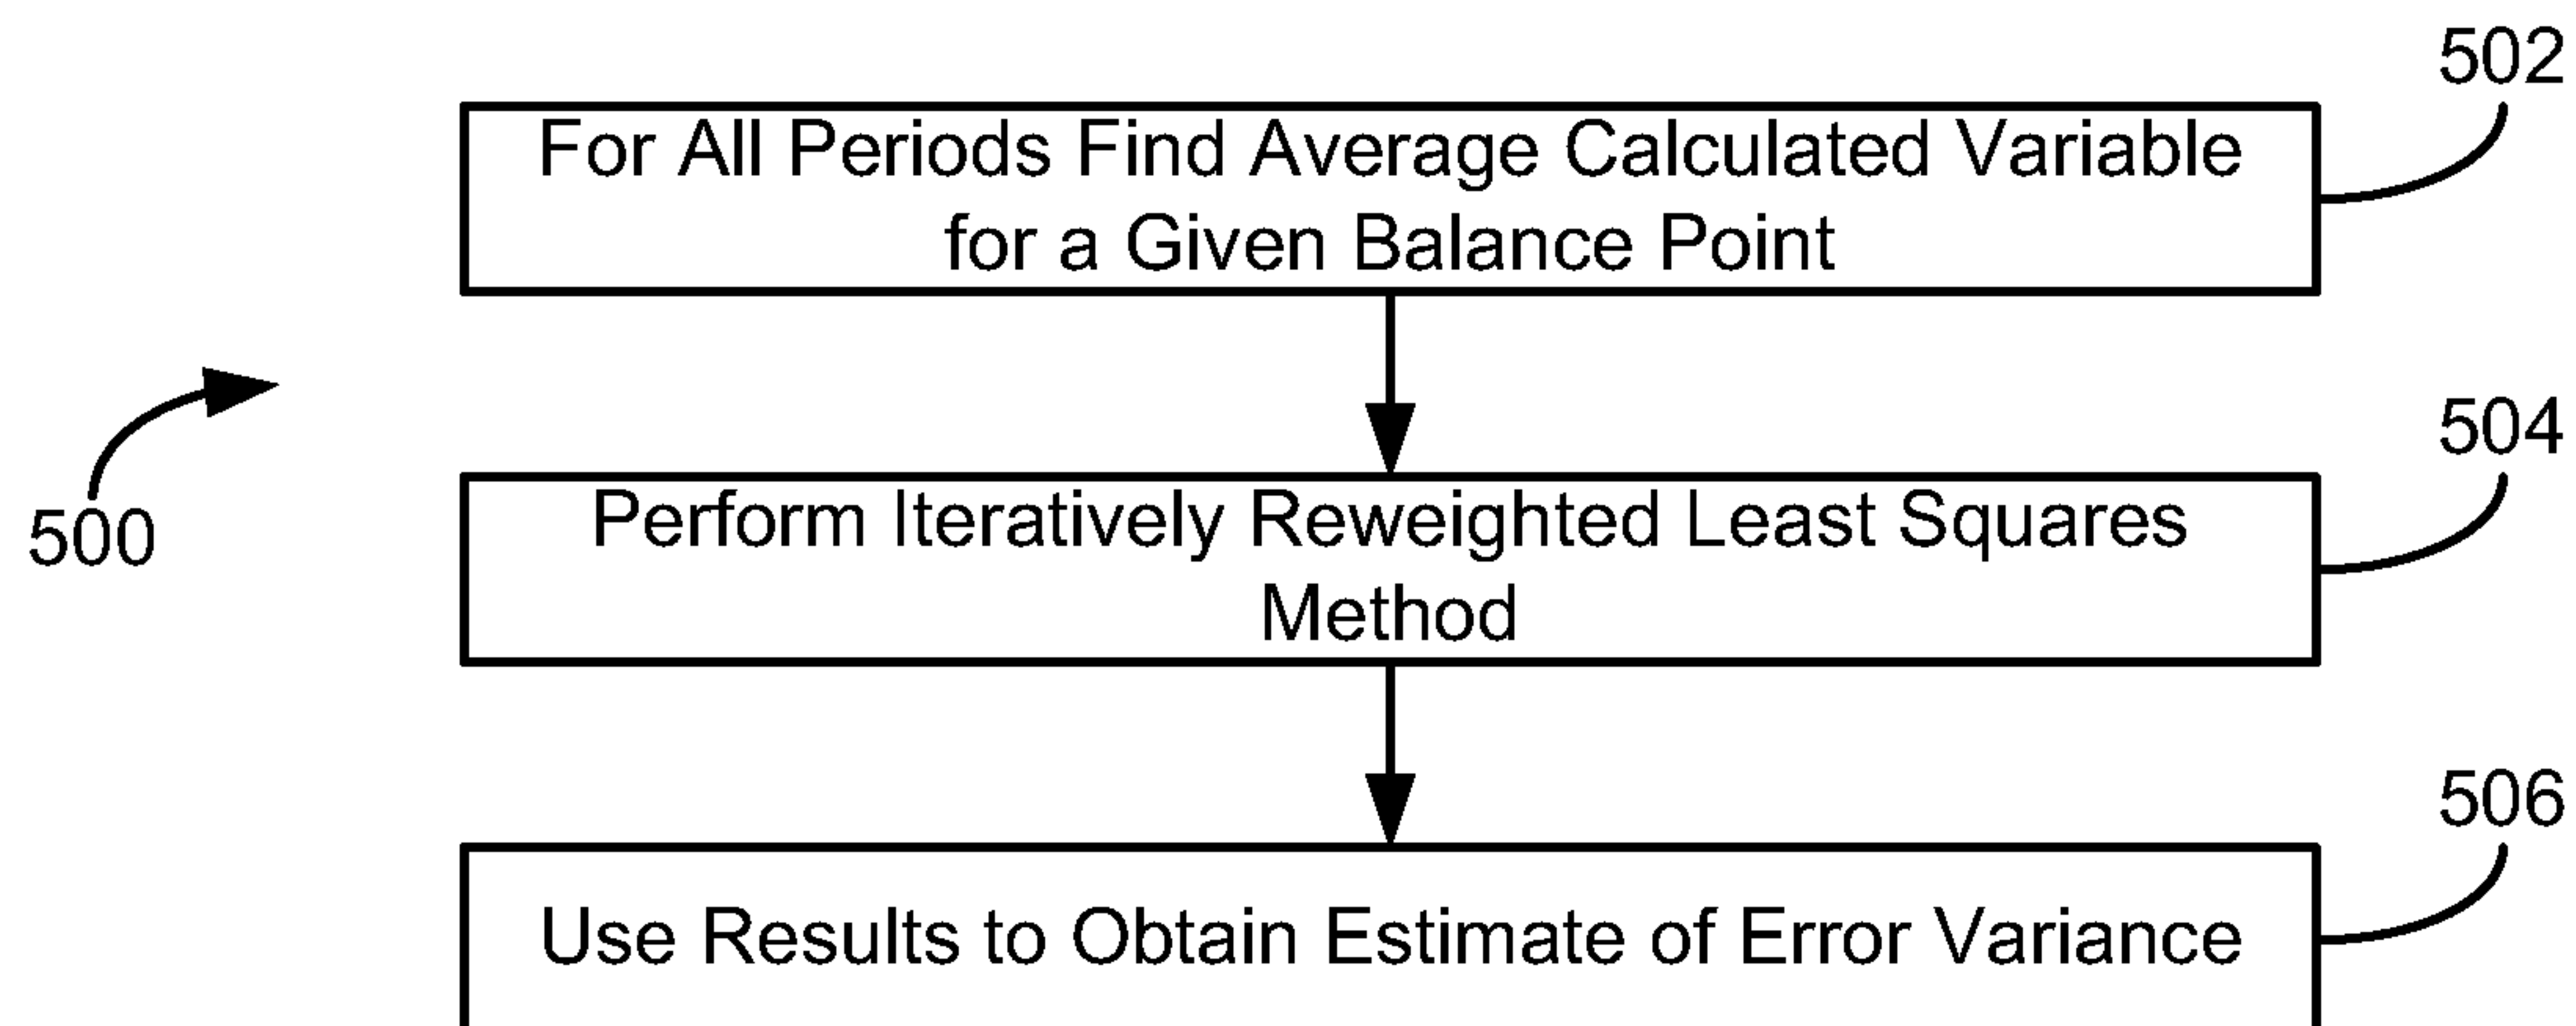 502
For All Periods Find Average Calculated Variable
for a Given Balance Point
504
Perform Iteratively Reweighted Least Squares
Method
500
506
Use Results to Obtain Estimate of Error Variance